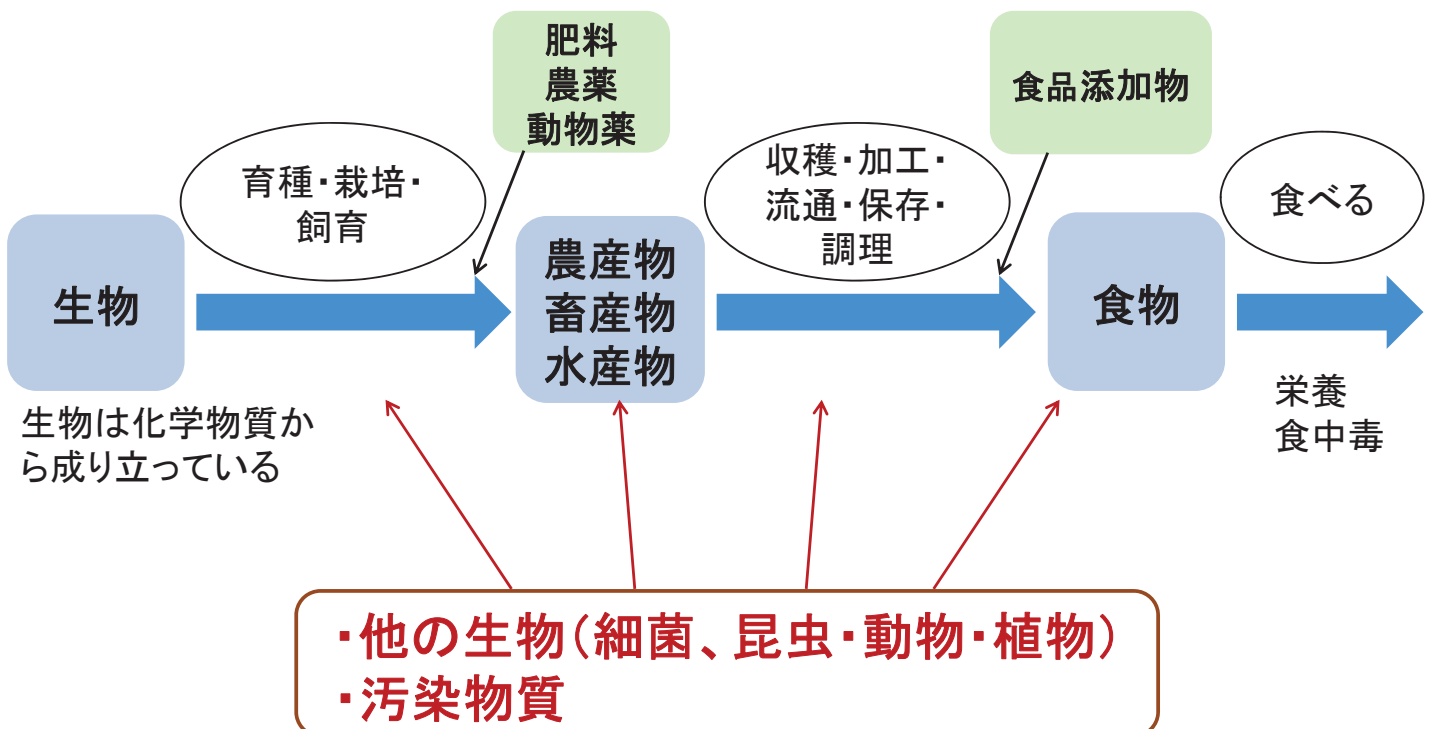 肥料
農薬
動物薬
食品添加物
育種・栽培・
飼育
収穫・加工・
流通・保存・
調理
食べる
生物
農産物
畜産物
水産物
食物
生物は化学物質か
ら成り立っている
栄養
食中毒
・他の生物（細菌、昆虫・動物・植物）
・汚染物質